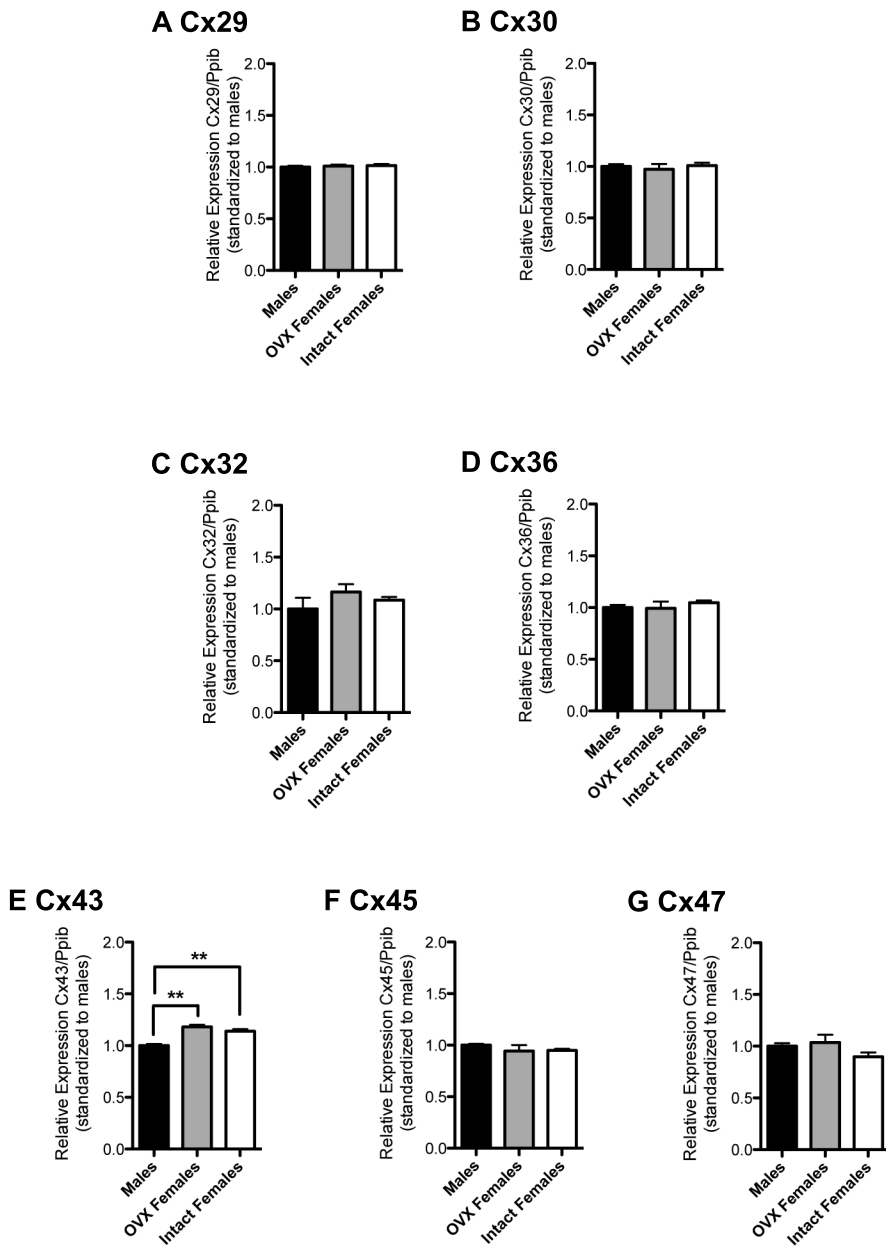 A Cx29
Relative Expression Cx29/Ppib
(standardized to males)
2.0
1.5
1.0
0.5
0.0
Males
OVX Females
Intact Females
B Cx30
Relative Expression Cx30/Ppib
(standardized to males)
2.0
1.5
1.0
0.5
0.0
Males
OVX Females
Intact Females
C Cx32
Relative Expression Cx32/Ppib
(standardized to males)
2.0
1.5
1.0
0.5
0.0
Males
OVX Females
Intact Females
D Cx36
Relative Expression Cx36/Ppib
(standardized to males)
2.0
1.5
1.0
0.5
0.0
Males
OVX Females
Intact Females
E Cx43
Relative Expression Cx43/Ppib
(standardized to males)
2.0
1.5
1.0
0.5
0.0
**
**
Males
OVX Females
Intact Females
F Cx45
Relative Expression Cx45/Ppib
(standardized to males)
2.0
1.5
1.0
0.5
0.0
Males
OVX Females
Intact Females
G Cx47
Relative Expression Cx47/Ppib
(standardized to males)
2.0
1.5
1.0
0.5
0.0
Males
OVX Females
Intact Females